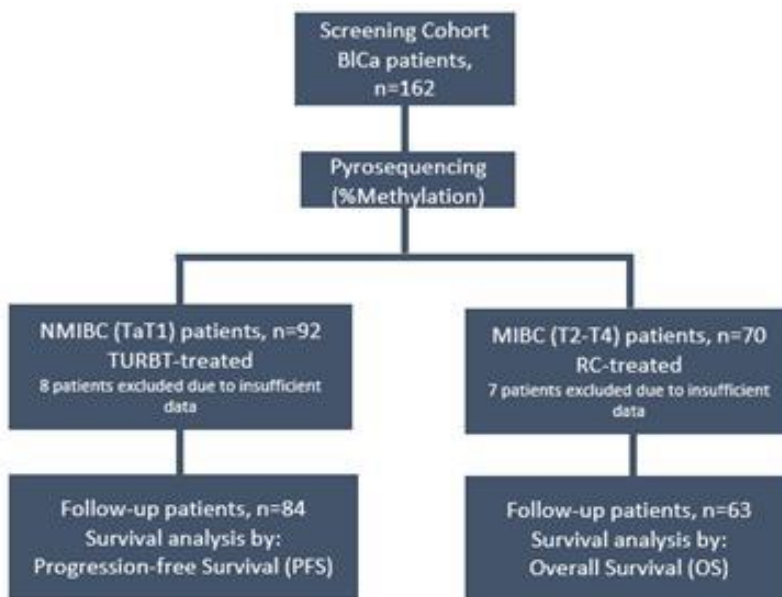 Screening Cohort
BlCa patients,
n=162
Pyrosequencing
(%Methylation)
NMIBC (TaT1) patients, n=92
TURBT-treated
8 patients excluded due to insufficient
data
MIBC (T2-T4) patients, n=70
RC-treated
7 patients excluded due to insufficient
data
Follow-up patients, n=84
Survival analysis by:
Progression-free Survival (PFS)
Follow-up patients, n=63
Survival analysis by:
Overall Survival (OS)